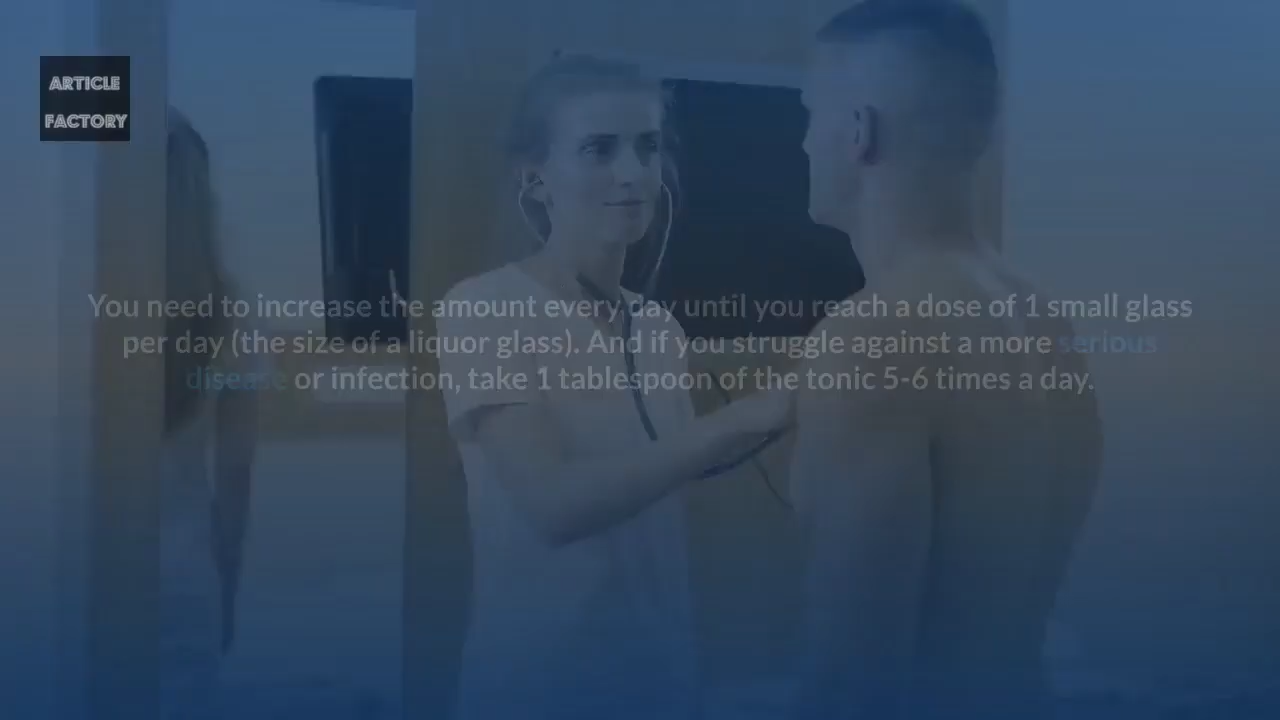 ARTICLE
FACTORY
You need to increase the amount every day until you reach a dose of 1 small glass
per day (the size of a liquor glass). And if you struggle against a more serious
disease or infection, take 1 tablespoon of the tonic 5-6 times a day.